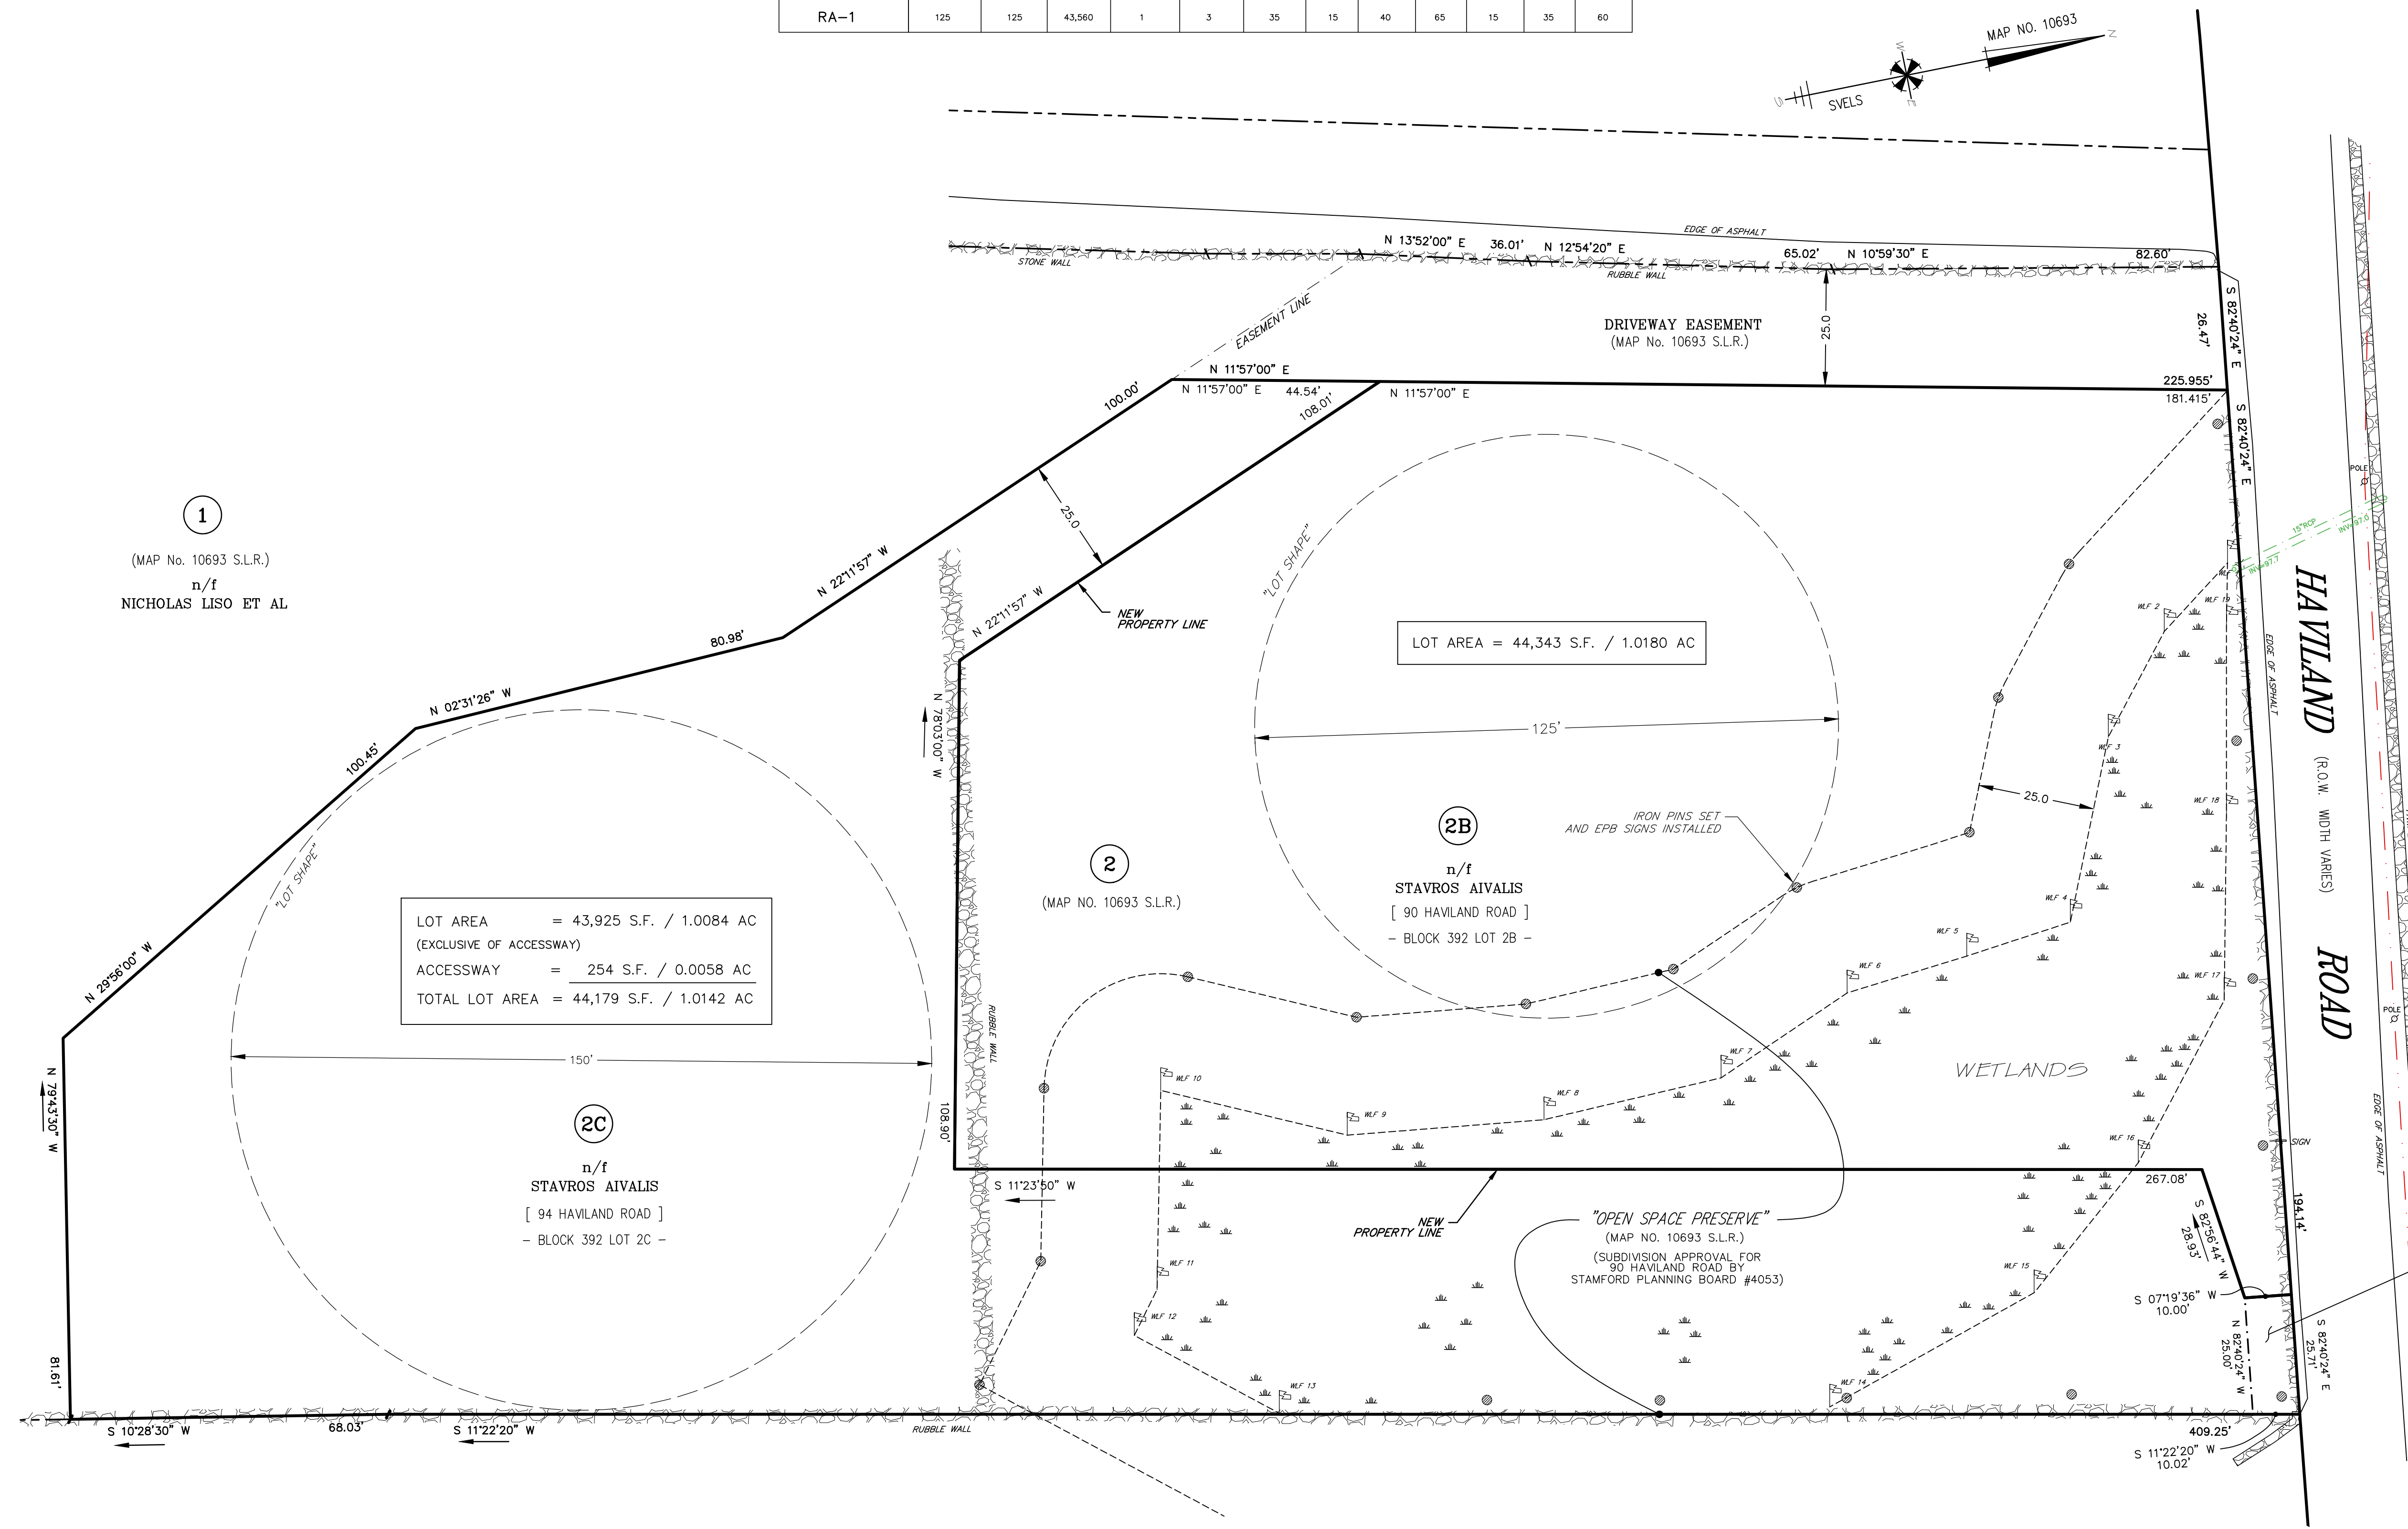 RA-1 125 125 43,560 1 3 35 15 40 65 15 35 60
MAP NO. 10693
N
W
E
S
SVELS
EDGE OF ASPHALT
STONE WALL
N 13°52'00" E 36.01' N 12°54'20" E 65.02' N 10°59'30" E 82.60'
RUBBLE WALL
EASEMENT LINE
DRIVEWAY EASEMENT
(MAP No. 10693 S.L.R.)
25.0
S 82°40'24" E
26.47'
N 11°57'00" E 225.955'
N 11°57'00" E 44.54' N 11°57'00" E 181.415'
S 82°40'24" E
100.00'
108.01'
25.0
N 22°11'57" W
N 22°11'57" W
NEW
PROPERTY LINE
1
(MAP No. 10693 S.L.R.)
n/f
NICHOLAS LISO ET AL
80.98'
N 02°31'26" W
100.45'
N 29°56'00" W
N 79°43'30" W
81.61'
"LOT SHAPE"
LOT AREA = 43,925 S.F. / 1.0084 AC
(EXCLUSIVE OF ACCESSWAY)
ACCESSWAY = 254 S.F. / 0.0058 AC
TOTAL LOT AREA = 44,179 S.F. / 1.0142 AC
150'
2C
n/f
STAVROS AIVALIS
[ 94 HAVILAND ROAD ]
- BLOCK 392 LOT 2C -
N 78°03'00" W
108.90'
RUBBLE WALL
2
(MAP NO. 10693 S.L.R.)
"LOT SHAPE"
LOT AREA = 44,343 S.F. / 1.0180 AC
125'
2B
n/f
STAVROS AIVALIS
[ 90 HAVILAND ROAD ]
- BLOCK 392 LOT 2B -
IRON PINS SET
AND EPB SIGNS INSTALLED
25.0
WLF
WLF 2
WLF 19
WLF 3
WLF 18
WLF 4
WLF 5
WLF 6
WLF 17
WLF 7
WLF 8
WLF 9
WLF 10
WLF 16
WLF 11
WLF 15
WLF 12
WLF 13
WLF 14
WETLANDS
S 11°23'50" W 267.08'
NEW
PROPERTY LINE
"OPEN SPACE PRESERVE"
(MAP NO. 10693 S.L.R.)
(SUBDIVISION APPROVAL FOR
90 HAVILAND ROAD BY
STAMFORD PLANNING BOARD #4053)
S 82°56'44" W
28.93'
S 07°19'36" W
10.00'
N 82°40'24" W
25.00'
S 82°40'24" E
25.71'
194.14'
SIGN
POLE
15"RCP
INV=97.0
INV=97.7
EDGE OF ASPHALT
HAVILAND ROAD
(R.O.W. WIDTH VARIES)
POLE
EDGE OF ASPHALT
S 10°28'30" W 68.03' S 11°22'20" W 409.25'
RUBBLE WALL
S 11°22'20" W
10.02'